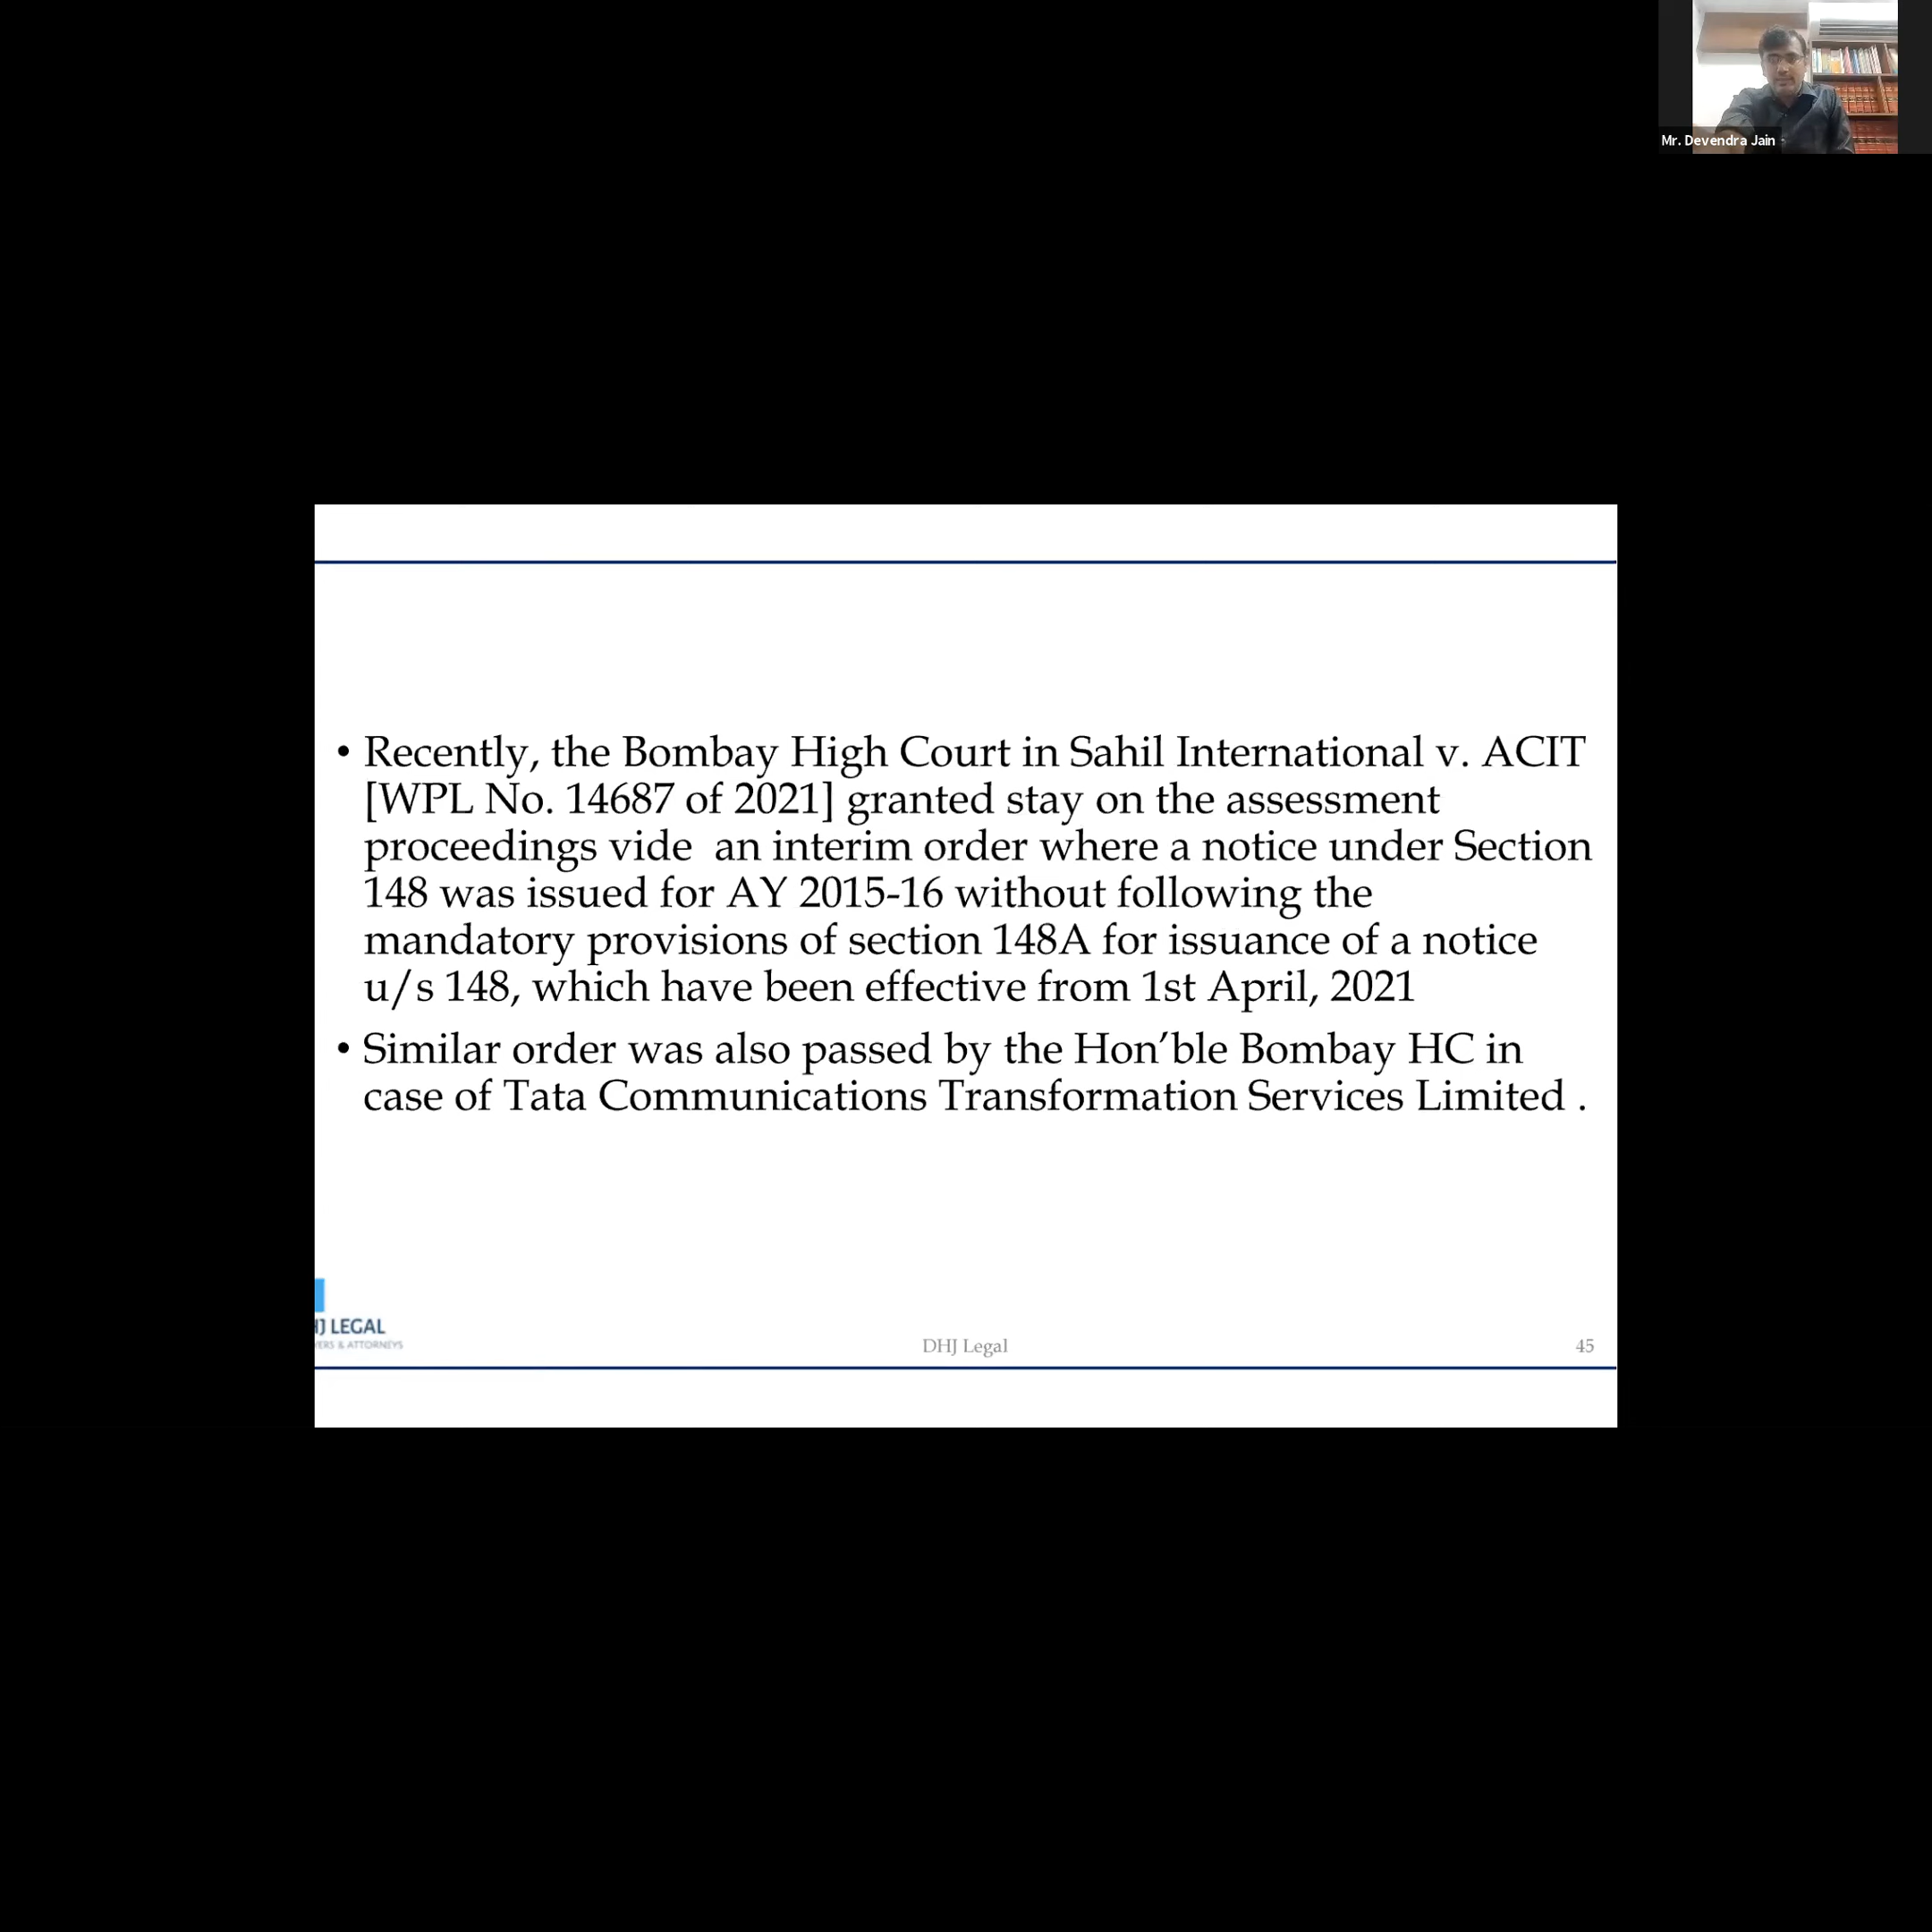 Mr. Devendra Jain
• Recently, the Bombay High Court in Sahil International v. ACIT
[WPL No. 14687 of 2021] granted stay on the assessment
proceedings vide an interim order where a notice under Section
148 was issued for AY 2015-16 without following the
mandatory provisions of section 148A for issuance of a notice
u/s 148, which have been effective from 1st April, 2021
• Similar order was also passed by the Hon’ble Bombay HC in
case of Tata Communications Transformation Services Limited .
LEGAL
& ATTORNEYS
DHJ Legal
45